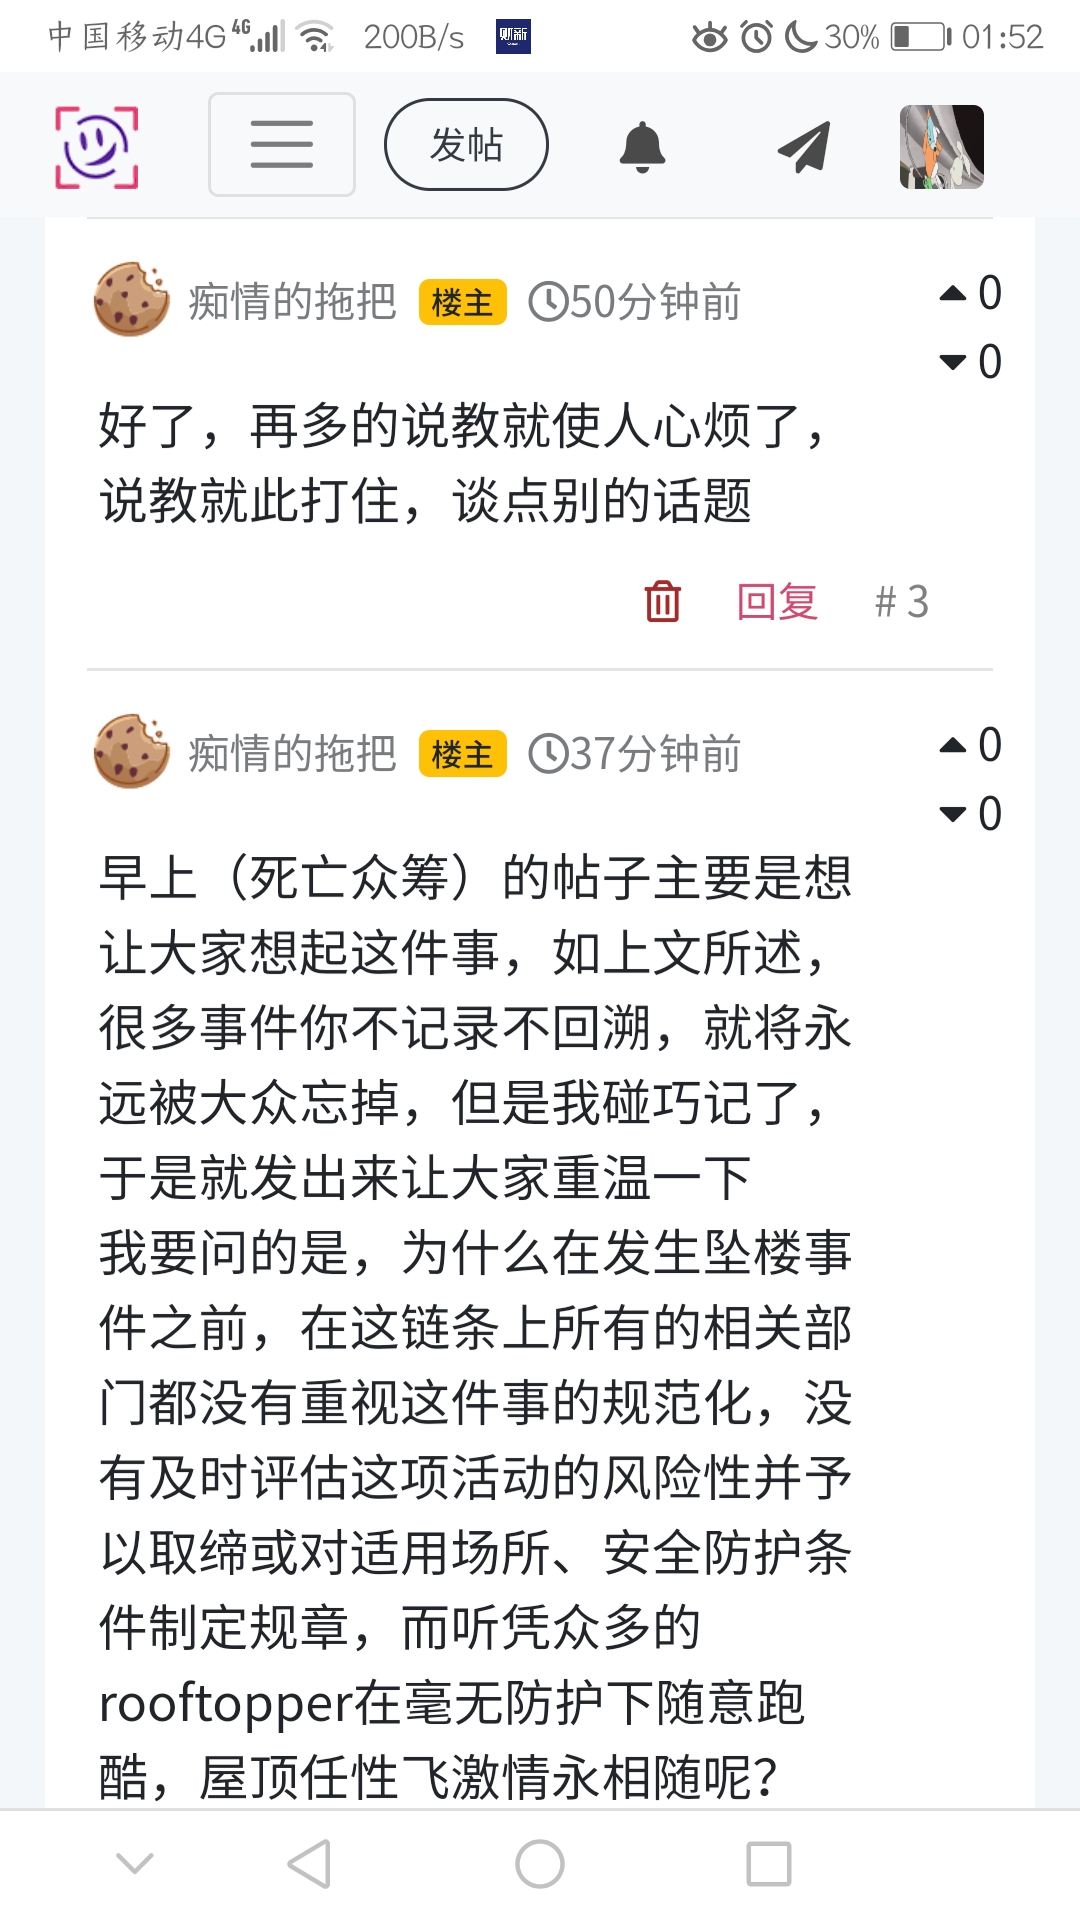 中国移动4G 4G 200B/s 财新 30% 01:52
发帖
痴情的拖把 楼主 50分钟前 0
0
好了，再多的说教就使人心烦了，
说教就此打住，谈点别的话题
回复 # 3
痴情的拖把 楼主 37分钟前 0
0
早上（死亡众筹）的帖子主要是想
让大家想起这件事，如上文所述，
很多事件你不记录不回溯，就将永
远被大众忘掉，但是我碰巧记了，
于是就发出来让大家重温一下
我要问的是，为什么在发生坠楼事
件之前，在这链条上所有的相关部
门都没有重视这件事的规范化，没
有及时评估这项活动的风险性并予
以取缔或对适用场所、安全防护条
件制定规章，而听凭众多的
rooftopper在毫无防护下随意跑
酷，屋顶任性飞激情永相随呢？